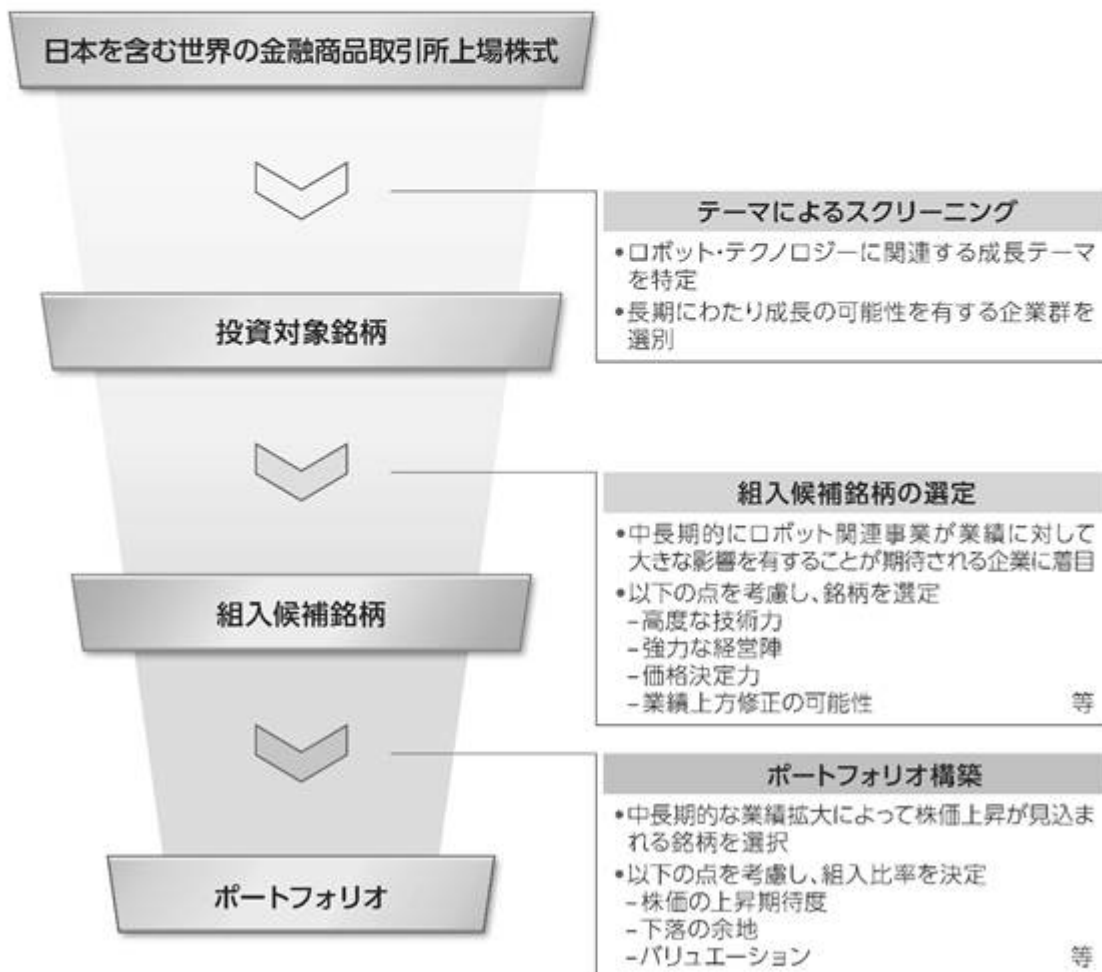 日本を含む世界の金融商品取引所上場株式
テーマによるスクリーニング
•ロボット・テクノロジーに関連する成長テーマ
を特定
•長期にわたり成長の可能性を有する企業群を
選別
投資対象銘柄
組入候補銘柄の選定
•中長期的にロボット関連事業が業績に対して
大きな影響を有することが期待される企業に着目
•以下の点を考慮し、銘柄を選定
-高度な技術力
-強力な経営陣
-価格決定力
-業績上方修正の可能性 等
組入候補銘柄
ポートフォリオ構築
•中長期的な業績拡大によって株価上昇が見込ま
れる銘柄を選択
•以下の点を考慮し、組入比率を決定
-株価の上昇期待度
-下落の余地
-バリュエーション 等
ポートフォリオ